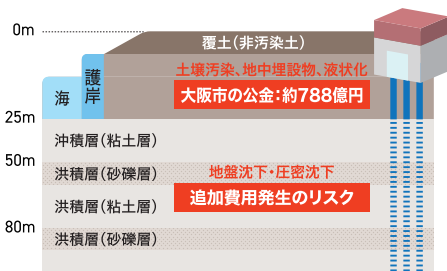 0m
覆土(非汚染土)
土壌汚染、地中埋設物、液状化
大阪市の公金:約788億円
海
護岸
25m
沖積層(粘土層)
50m
洪積層(砂礫層)
地盤沈下・圧密沈下
追加費用発生のリスク
洪積層(粘土層)
80m
洪積層(砂礫層)